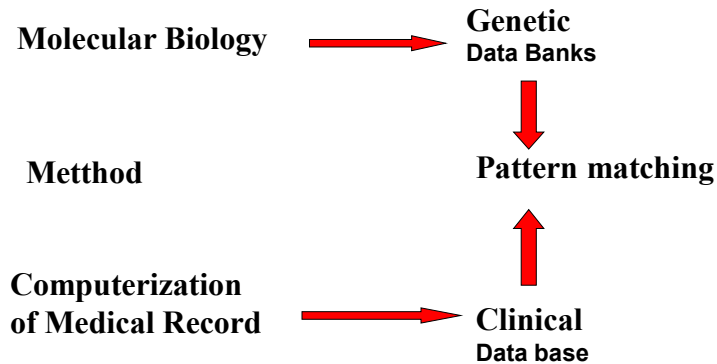 Molecular Biology
Genetic
Data Banks
Metthod
Pattern matching
Computerization
of Medical Record
Clinical
Data base